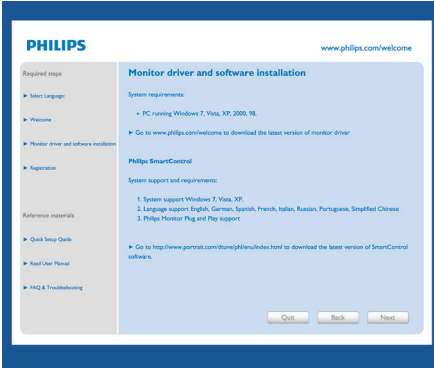 PHILIPS
www.philips.com/welcome
Required steps
▶ Select Language
▶ Welcome
▶ Monitor driver and software installation
▶ Registration
Reference materials
▶ Quick Setup Guide
▶ Read User Manual
▶ FAQ & Troubleshooting
Monitor driver and software installation
System requirements:
• PC running Windows 7, Vista, XP, 2000, 98.
▶ Go to www.philips.com/welcome to download the latest version of monitor driver
Philips SmartControl
System support and requirements:
1. System support Windows 7, Vista, XP.
2. Language support English, German, Spanish, French, Italian, Russian, Portuguese, Simplified Chinese
3. Philips Monitor Plug and Play support
▶ Go to http://www.portrait.com/dtune/phl/enu/index.html to download the latest version of SmartControl
software.
Quit
Back
Next